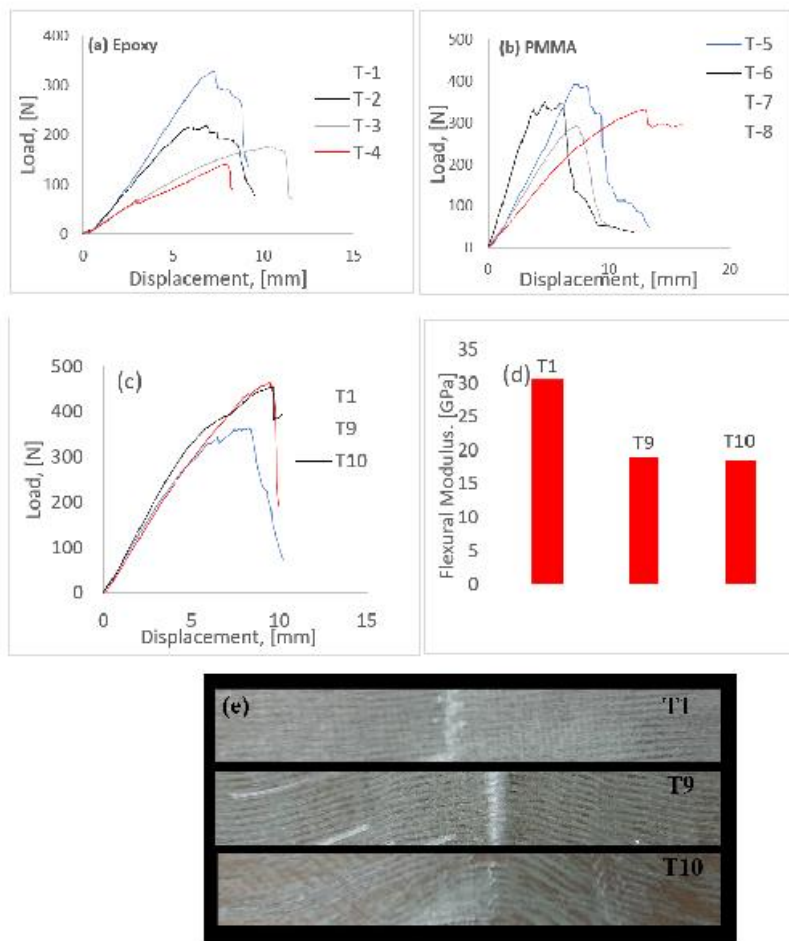 (a) Epoxy
Load, [N]
400
300
200
100
0
0 5 10 15
Displacement, [mm]
T-1
T-2
T-3
T-4
(b) PMMA
Load, [N]
500
400
300
200
100
0
0 10 20
Displacement, [mm]
T-5
T-6
T-7
T-8
(c)
Load, [N]
500
400
300
200
100
0
0 5 10 15
Displacement, [mm]
T1
T9
T10
(d)
Flexural Modulus. [GPa]
35
30
25
20
15
10
5
0
T1
T9
T10
(e)
T1
T9
T10